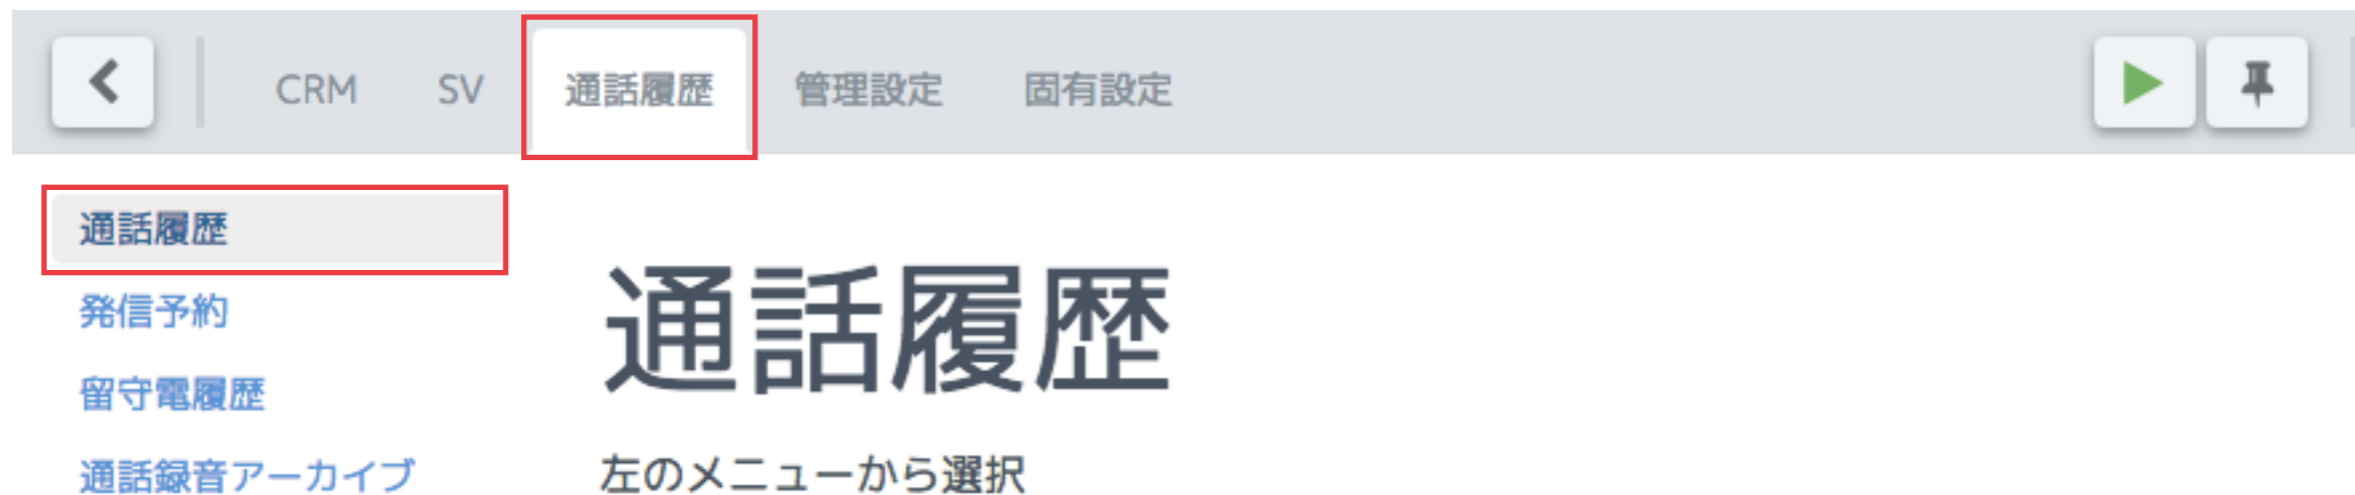 CRM SV 通話履歴 管理設定 固有設定
通話履歴
発信予約
留守電履歴
通話録音アーカイブ
通話履歴
左のメニューから選択